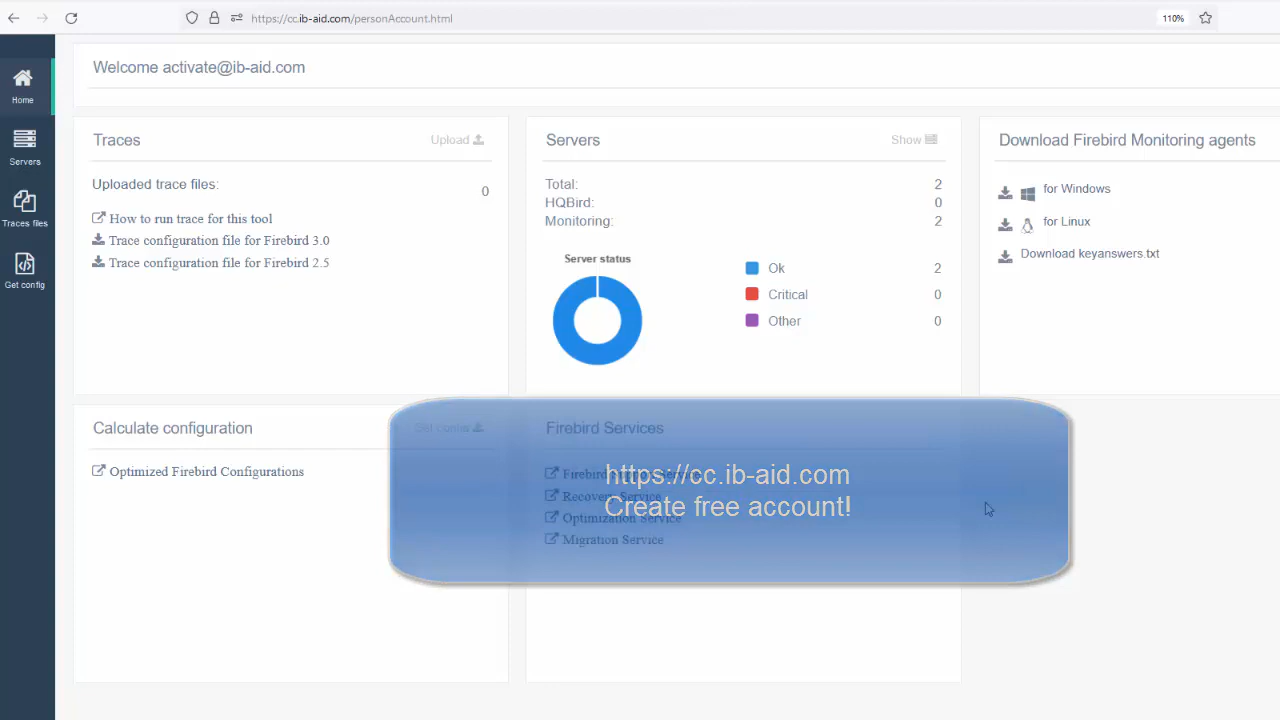 https://cc.ib-aid.com/personAccount.html
110%
Home
Servers
Traces files
Get config
Welcome activate@ib-aid.com
Traces
Upload
Uploaded trace files:
0
How to run trace for this tool
Trace configuration file for Firebird 3.0
Trace configuration file for Firebird 2.5
Servers
Show
Total:
2
HQBird:
0
Monitoring:
2
Server status
Ok
2
Critical
0
Other
0
Download Firebird Monitoring agents
for Windows
for Linux
Download keyanswers.txt
Calculate configuration
Get config
Optimized Firebird Configurations
Firebird Services
Firebird
Recovery Service
Optimization Service
Migration Service
https://cc.ib-aid.com
Create free account!